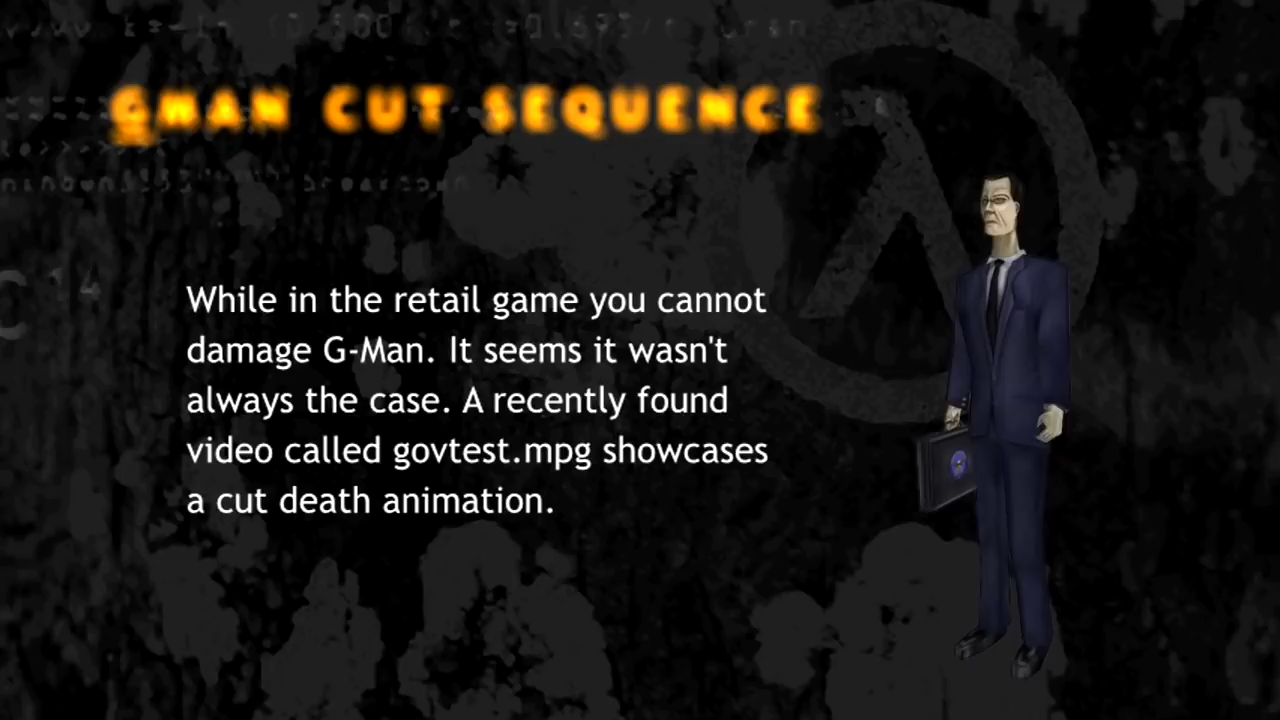 GMAN CUT SEQUENCE
While in the retail game you cannot
damage G-Man. It seems it wasn't
always the case. A recently found
video called govtest.mpg showcases
a cut death animation.